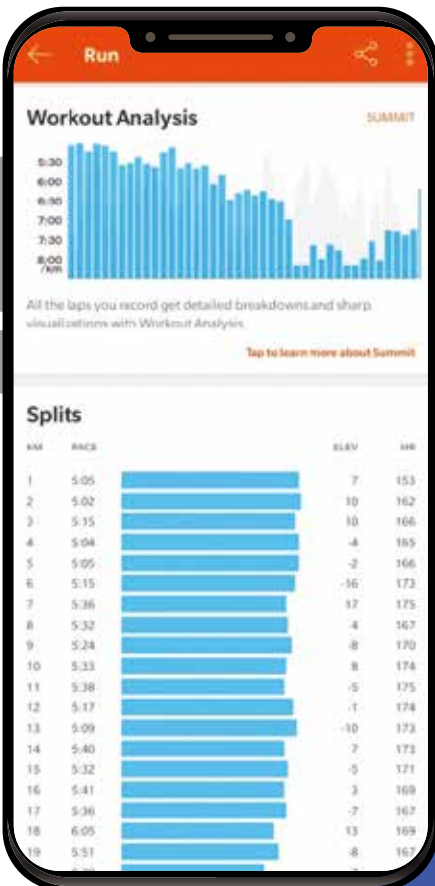 Run
Workout Analysis SUMMIT
5:30
6:00
6:30
7:00
7:30
8:00
/km
All the laps you record get detailed breakdowns and sharp
visualizations with Workout Analysis
Tap to learn more about Summit
Splits
KM PACE ELEV HR
1 5:05 7 153
2 5:02 10 162
3 5:15 10 166
4 5:04 -4 165
5 5:05 -2 166
6 5:15 -16 173
7 5:36 17 175
8 5:32 4 167
9 5:24 -8 170
10 5:33 8 174
11 5:38 -5 175
12 5:17 -1 174
13 5:09 -10 173
14 5:40 7 173
15 5:32 -5 171
16 5:41 3 169
17 5:36 -7 167
18 6:05 13 169
19 5:51 -8 167